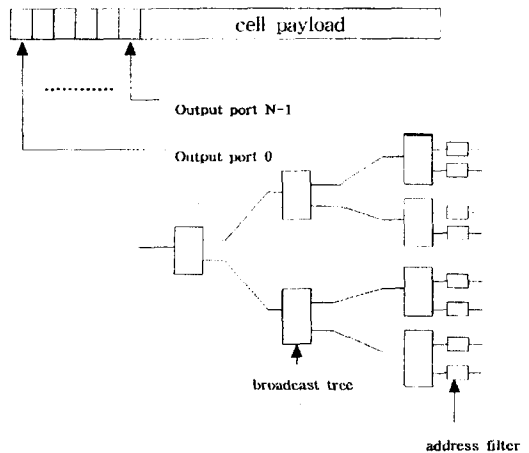 cell payload
Output port N-1
Output port 0
broadcast tree
address filter